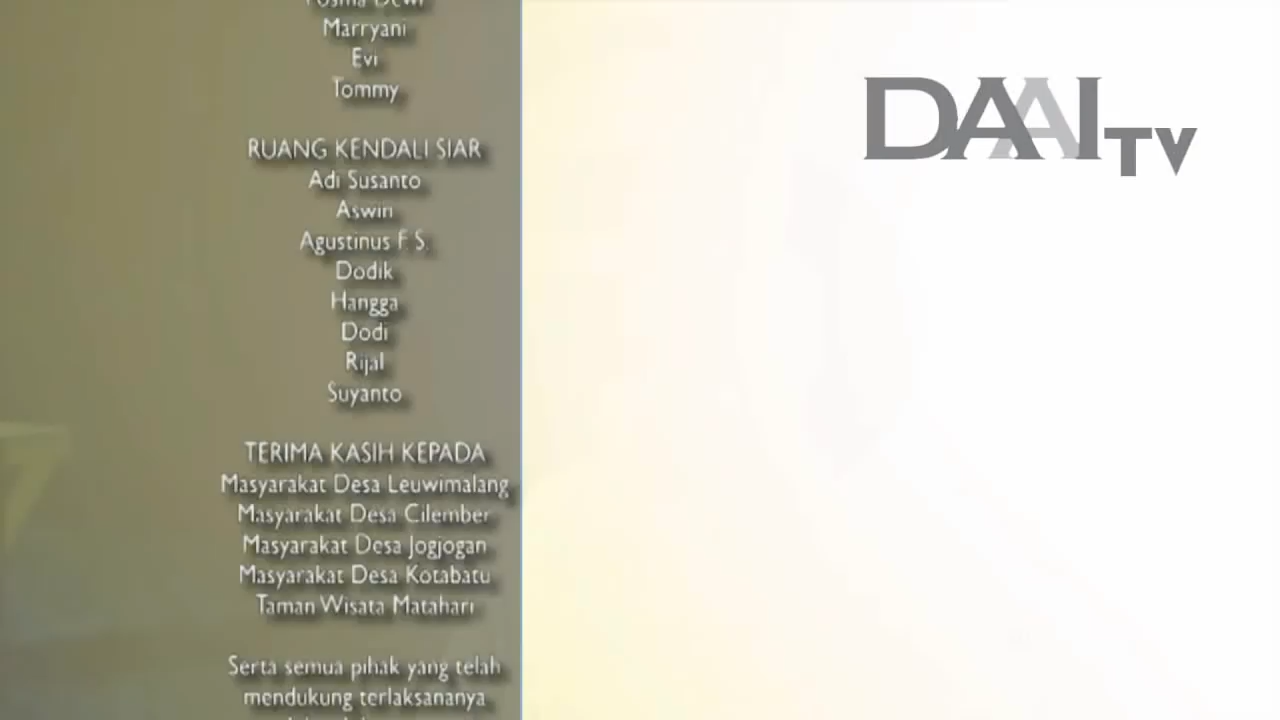 Marryani
Evi
Tommy
RUANG KENDALI SIAR
Adi Susanto
Aswin
Agustinus F. S.
Dodik
Hangga
Dodi
Rijal
Suyanto
TERIMA KASIH KEPADA
Masyarakat Desa Leuwimalang
Masyarakat Desa Cilember
Masyarakat Desa Jogjogan
Masyarakat Desa Kotabatu
Taman Wisata Matahari
Serta semua pihak yang telah
mendukung terlaksananya
DAAI TV